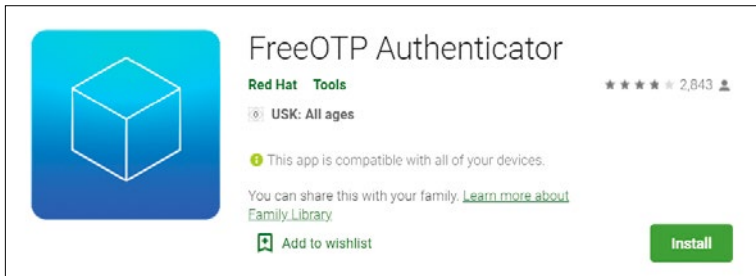 FreeOTP Authenticator
Red Hat Tools 2,843
0 USK: All ages
This app is compatible with all of your devices.
You can share this with your family. Learn more about
Family Library
Add to wishlist
Install